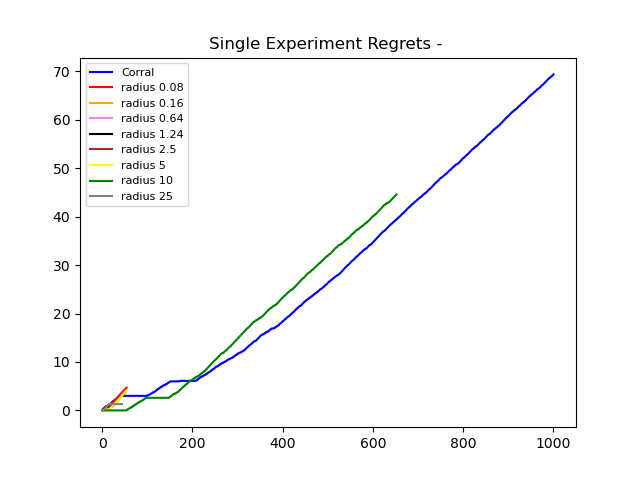 Single Experiment Regrets -
70
60
50
40
30
20
10
0
Corral
radius 0.08
radius 0.16
radius 0.64
radius 1.24
radius 2.5
radius 5
radius 10
radius 25
0 200 400 600 800 1000